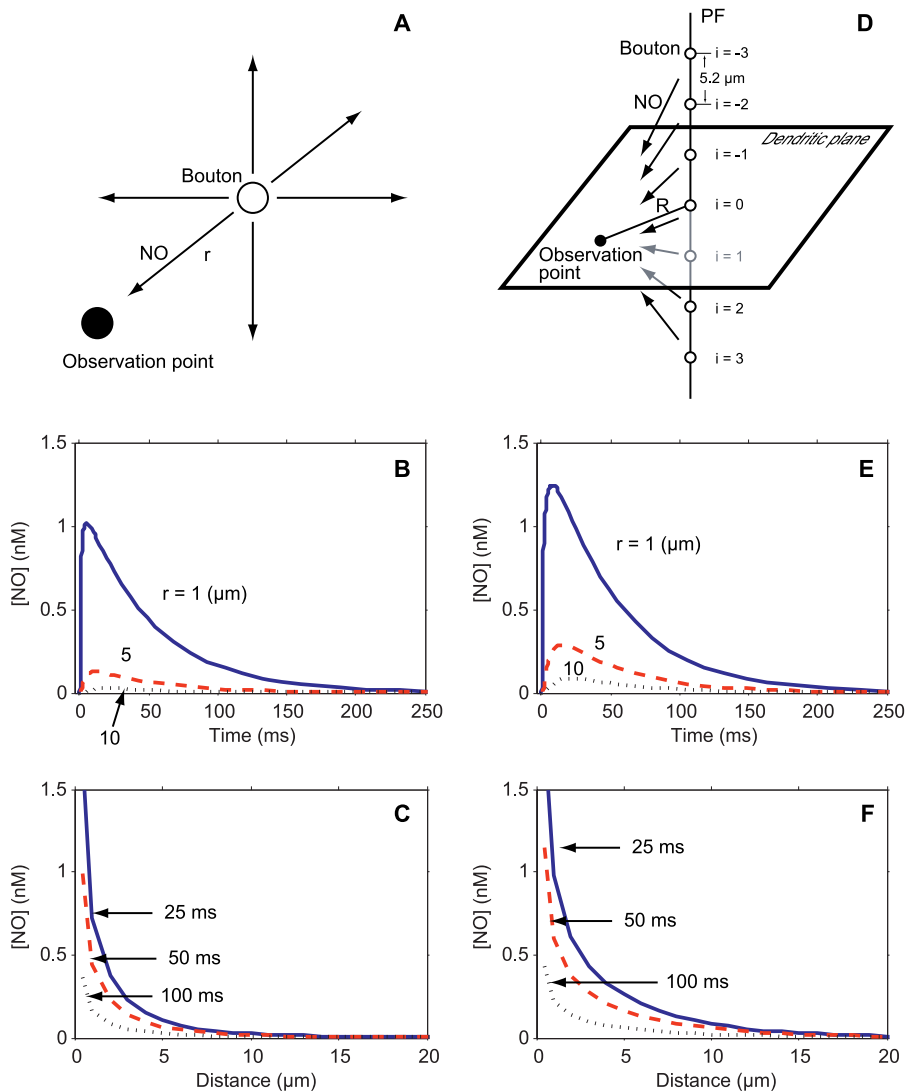 A
Bouton
NO
r
Observation point
D
PF
Bouton
i = -3
5.2 µm
NO
i = -2
Dendritic plane
i = -1
R
i = 0
Observation
point
i = 1
i = 2
i = 3
B
1.5
1
0.5
0
[NO] (nM)
r = 1 (µm)
5
10
0 50 100 150 200 250
Time (ms)
E
1.5
1
0.5
0
[NO] (nM)
r = 1 (µm)
5
10
0 50 100 150 200 250
Time (ms)
C
1.5
1
0.5
0
[NO] (nM)
25 ms
50 ms
100 ms
0 5 10 15 20
Distance (µm)
F
1.5
1
0.5
0
[NO] (nM)
25 ms
50 ms
100 ms
0 5 10 15 20
Distance (µm)